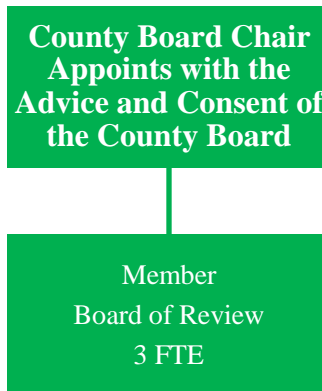 County Board Chair
Appoints with the
Advice and Consent of
the County Board
Member
Board of Review
3 FTE